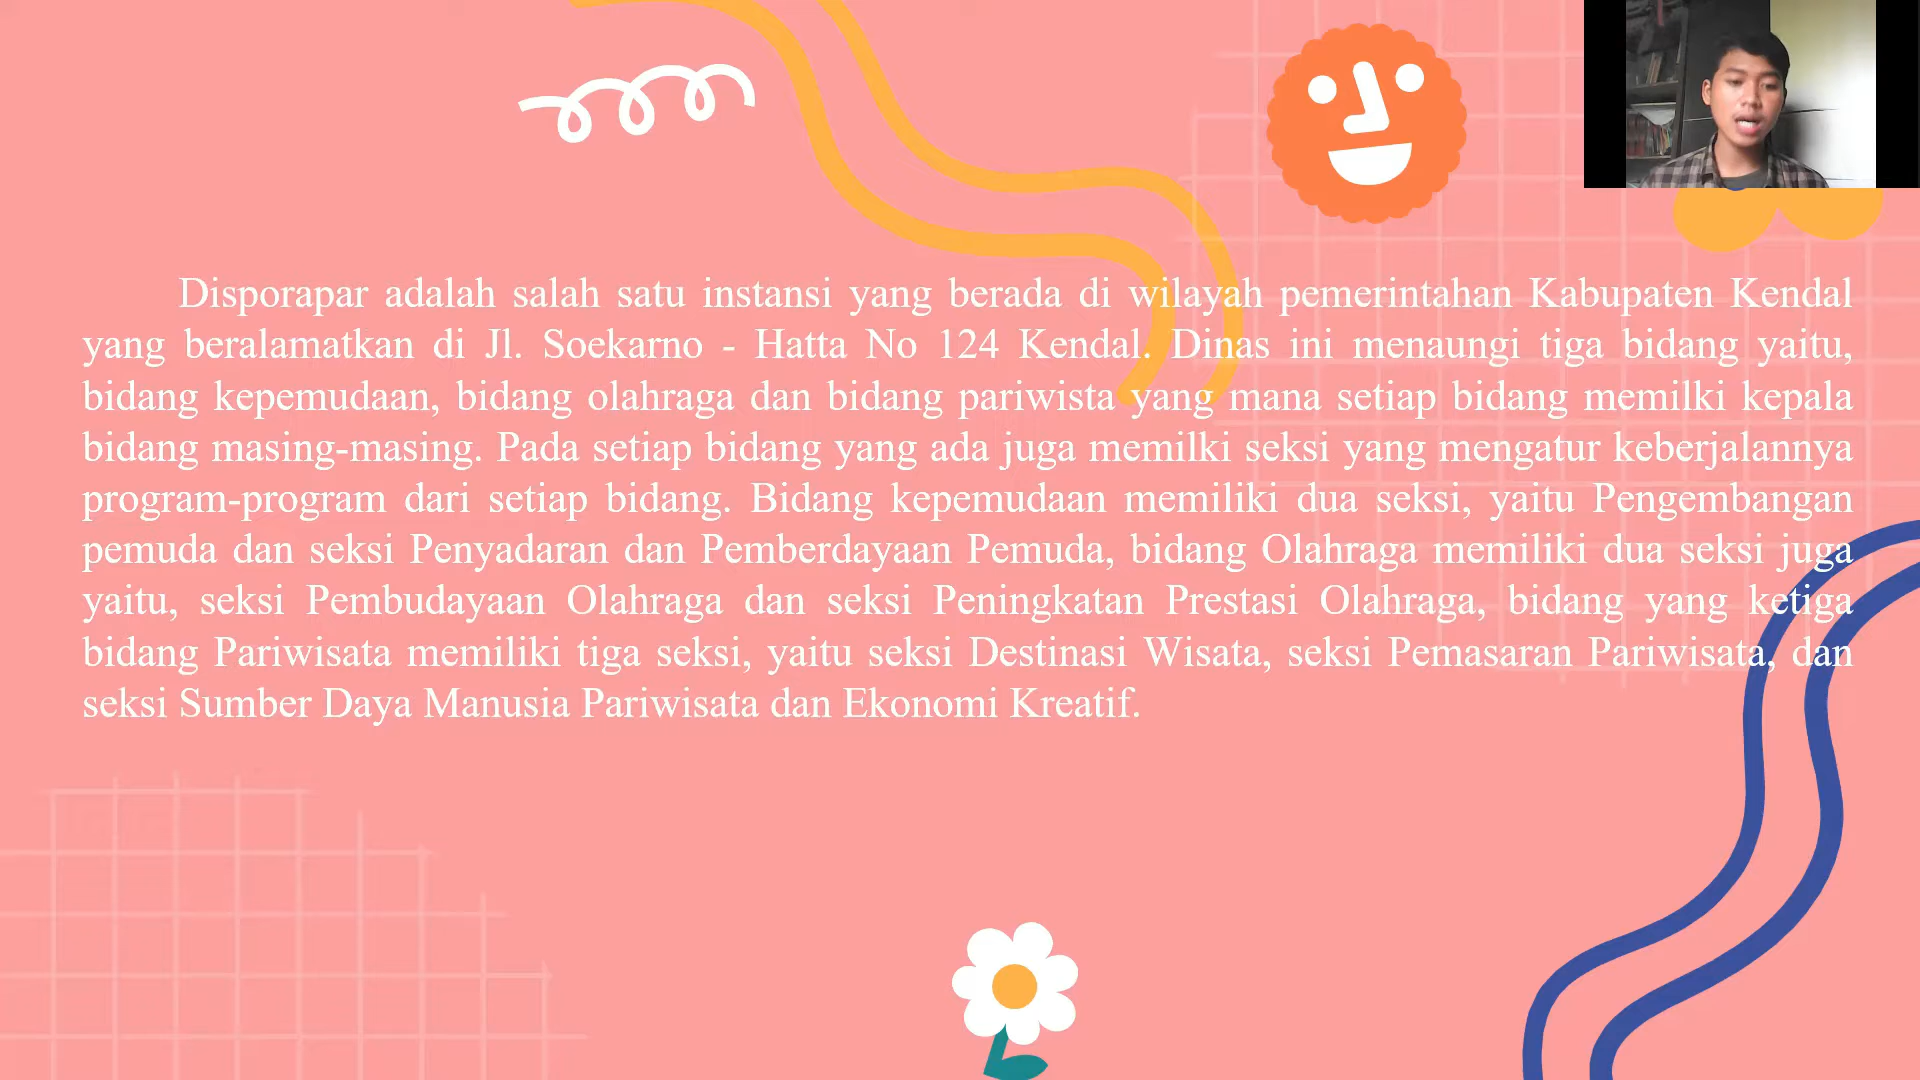 Disporapar adalah salah satu instansi yang berada di wilayah pemerintahan Kabupaten Kendal
yang beralamatkan di Jl. Soekarno - Hatta No 124 Kendal. Dinas ini menaungi tiga bidang yaitu,
bidang kepemudaan, bidang olahraga dan bidang pariwista yang mana setiap bidang memilki kepala
bidang masing-masing. Pada setiap bidang yang ada juga memilki seksi yang mengatur keberjalannya
program-program dari setiap bidang. Bidang kepemudaan memiliki dua seksi, yaitu Pengembangan
pemuda dan seksi Penyadaran dan Pemberdayaan Pemuda, bidang Olahraga memiliki dua seksi juga
yaitu, seksi Pembudayaan Olahraga dan seksi Peningkatan Prestasi Olahraga, bidang yang ketiga
bidang Pariwisata memiliki tiga seksi, yaitu seksi Destinasi Wisata, seksi Pemasaran Pariwisata, dan
seksi Sumber Daya Manusia Pariwisata dan Ekonomi Kreatif.